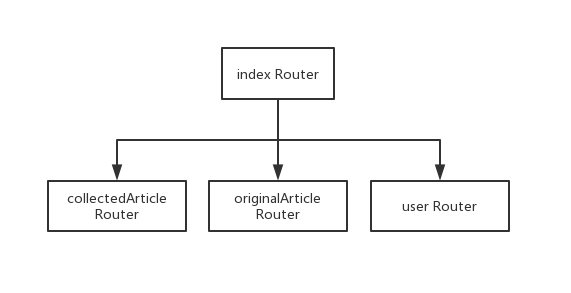 index Router
collectedArticle
Router
originalArticle
Router
user Router